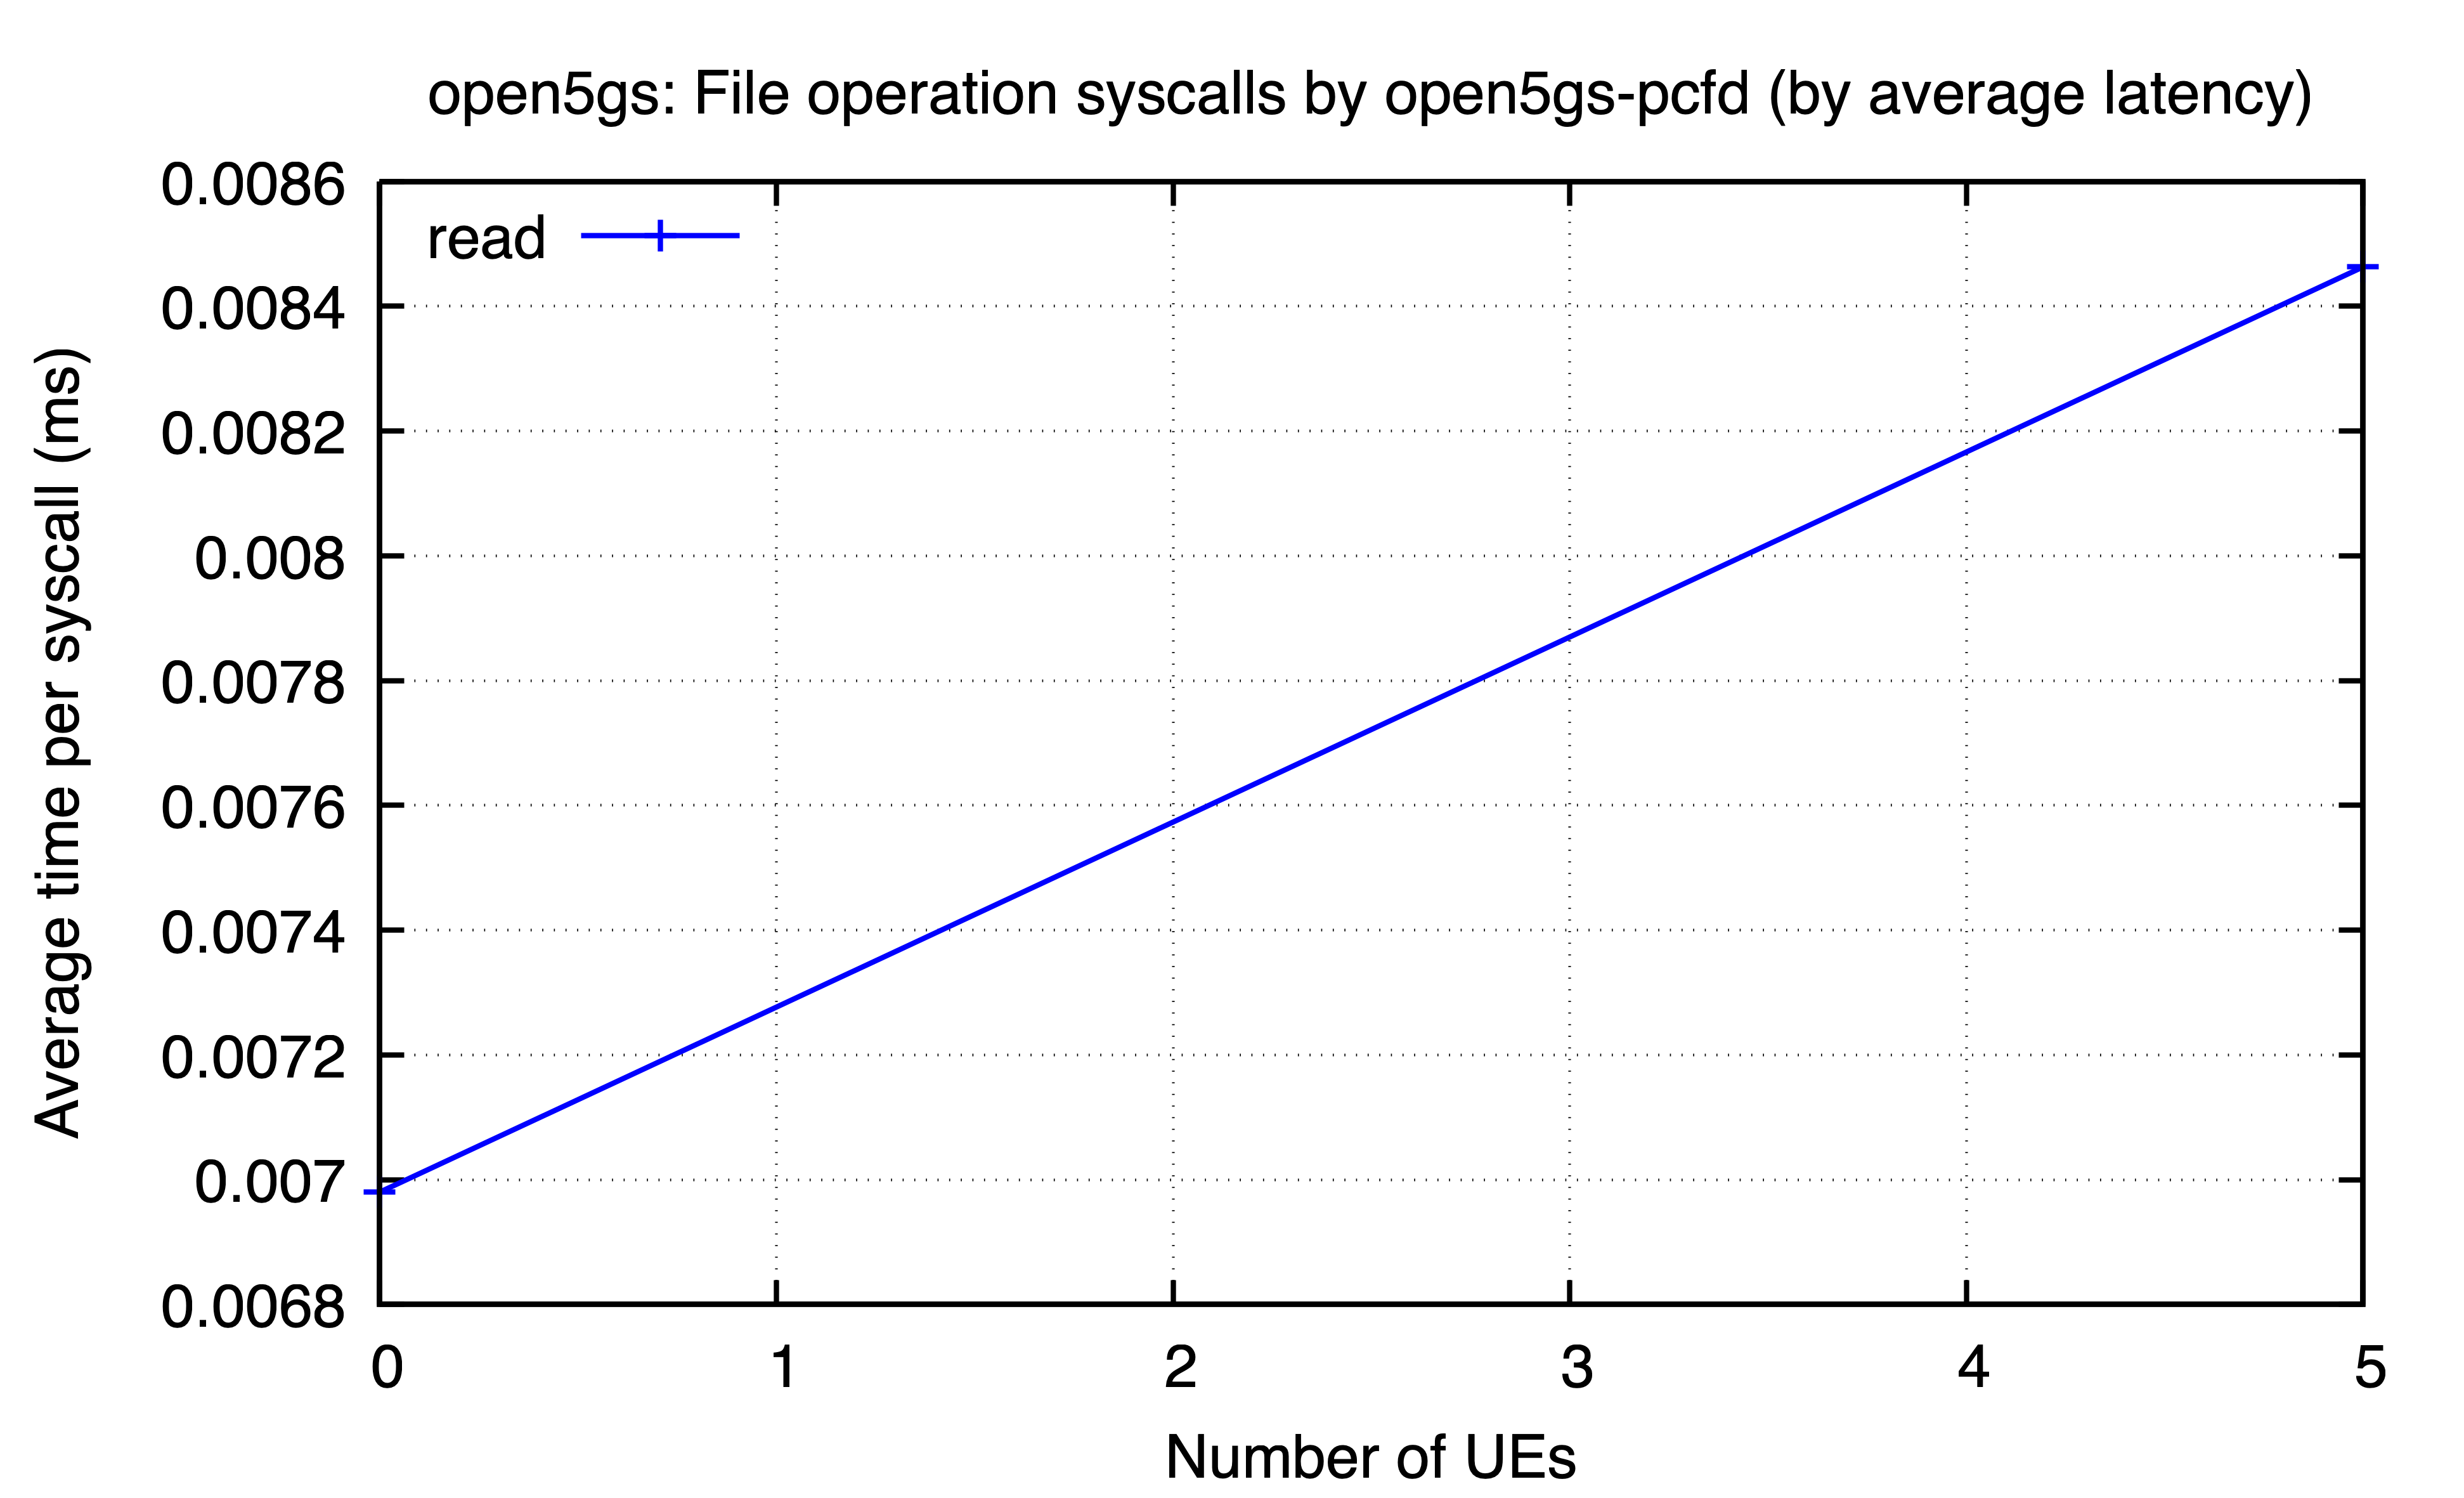 open5gs: File operation syscalls by open5gs-pcfd (by average latency)
0.0086
read
0.0084
0.0082
0.008
0.0078
0.0076
0.0074
0.0072
0.007
0.0068
Average time per syscall (ms)
0 1 2 3 4 5
Number of UEs